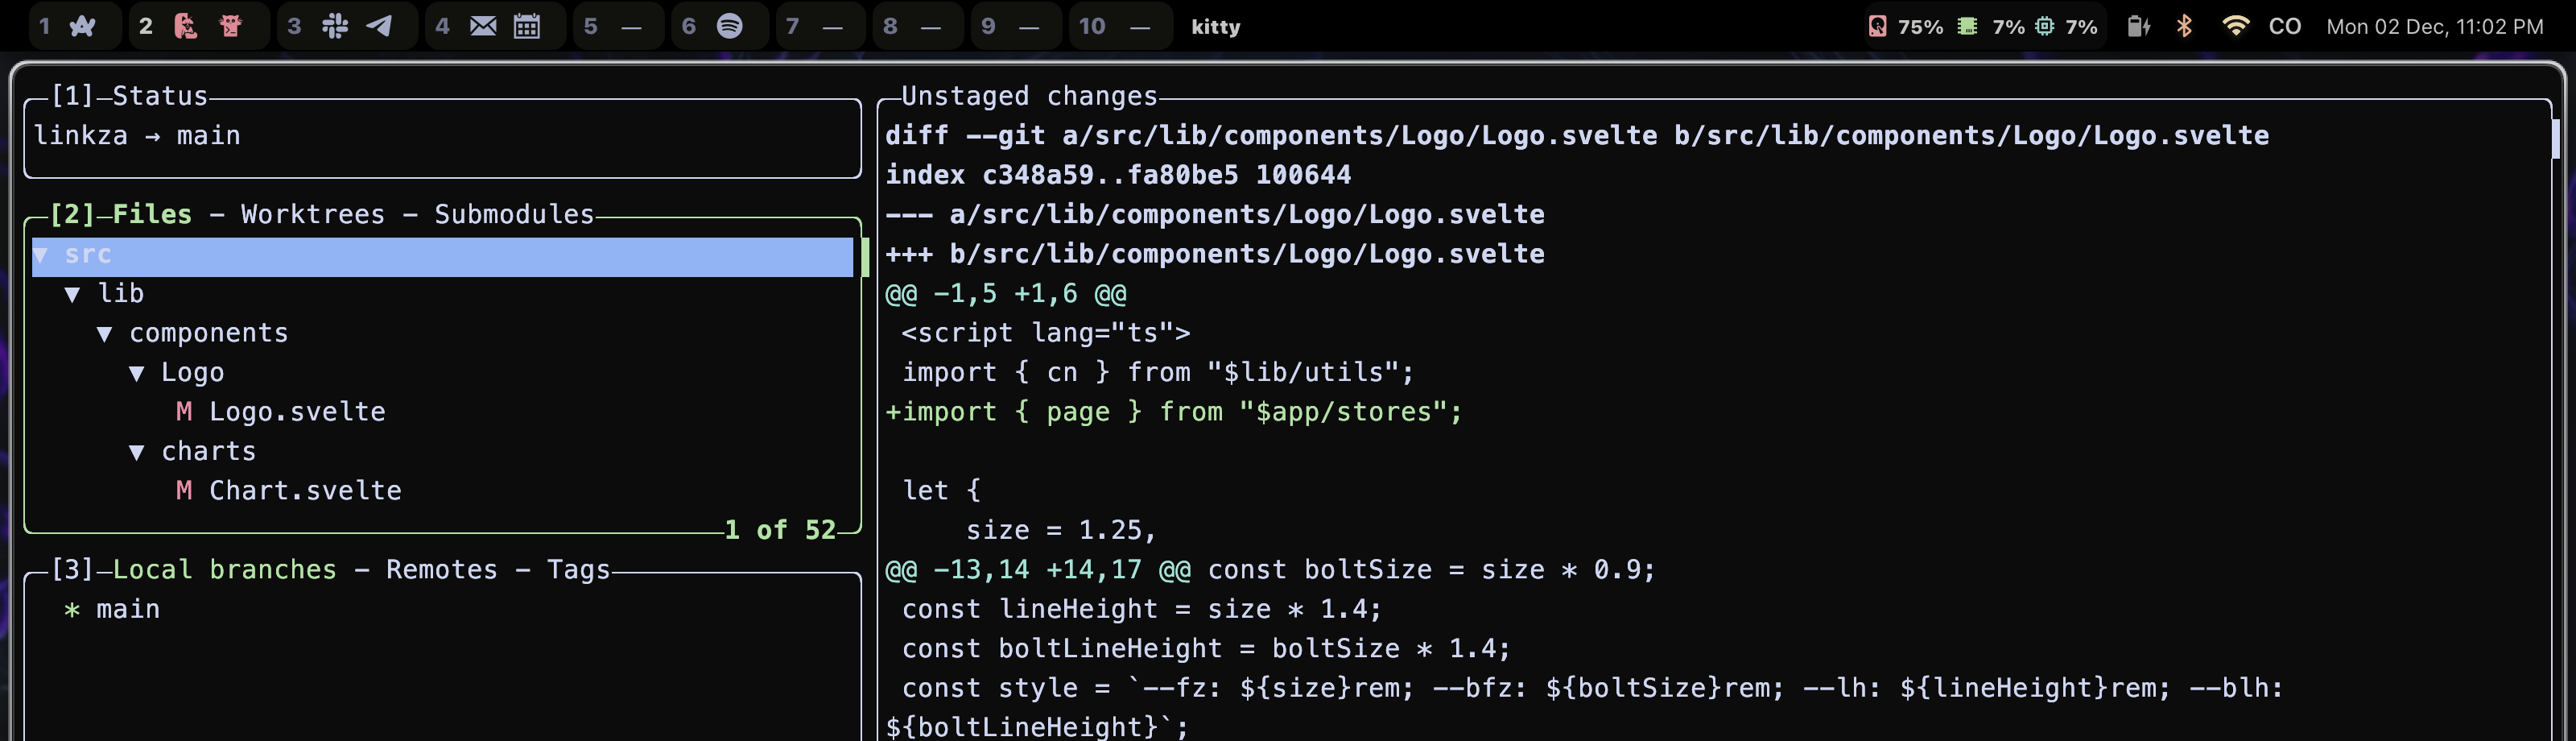 1 2 3 4 5 — 6 7 — 8 — 9 — 10 — kitty 75% 7% 7% CO Mon 02 Dec, 11:02 PM
[1]─Status
linkza → main
[2]─Files - Worktrees - Submodules
▼ src
▼ lib
▼ components
▼ Logo
M Logo.svelte
▼ charts
M Chart.svelte
1 of 52
[3]─Local branches - Remotes - Tags
* main
Unstaged changes
diff --git a/src/lib/components/Logo/Logo.svelte b/src/lib/components/Logo/Logo.svelte
index c348a59..fa80be5 100644
--- a/src/lib/components/Logo/Logo.svelte
+++ b/src/lib/components/Logo/Logo.svelte
@@ -1,5 +1,6 @@
<script lang="ts">
import { cn } from "$lib/utils";
+import { page } from "$app/stores";
let {
size = 1.25,
@@ -13,14 +14,17 @@ const boltSize = size * 0.9;
const lineHeight = size * 1.4;
const boltLineHeight = boltSize * 1.4;
const style = `--fz: ${size}rem; --bfz: ${boltSize}rem; --lh: ${lineHeight}rem; --blh:
${boltLineHeight}`;